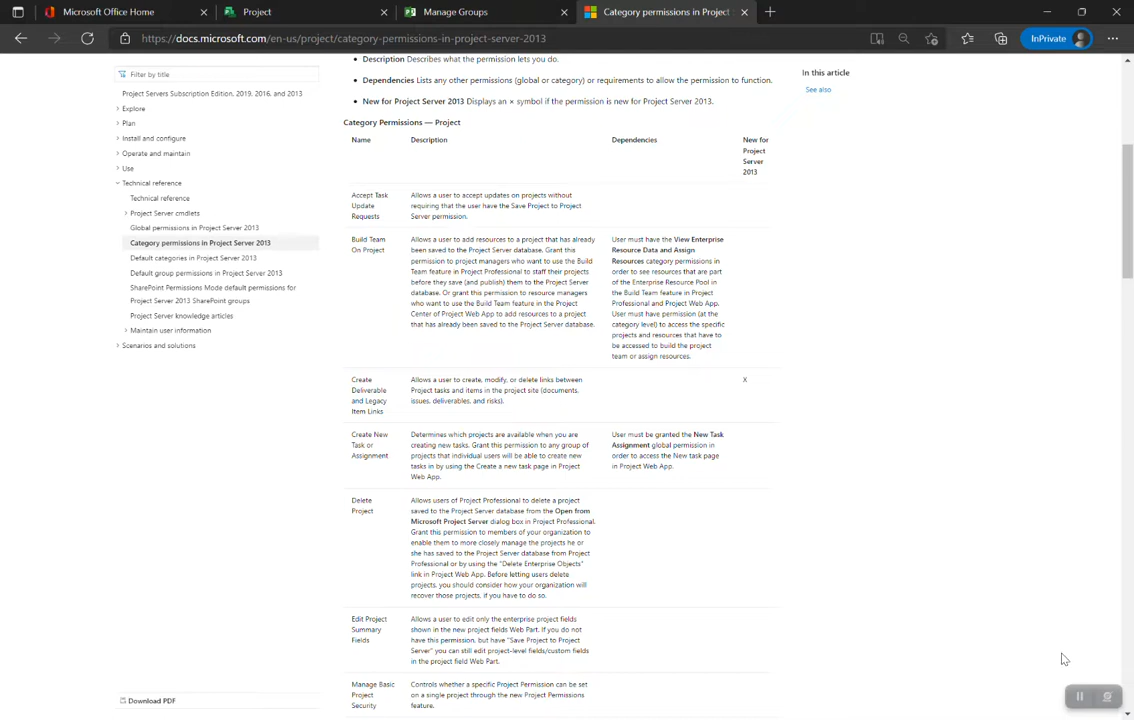 Microsoft Office Home
Project
Manage Groups
Category permissions in Project
https://docs.microsoft.com/en-us/project/category-permissions-in-project-server-2013
InPrivate
Filter by title
Project Servers Subscription Edition, 2019, 2016, and 2013
Explore
Plan
Install and configure
Operate and maintain
Use
Technical reference
Technical reference
Project Server cmdlets
Global permissions in Project Server 2013
Category permissions in Project Server 2013
Default categories in Project Server 2013
Default group permissions in Project Server 2013
SharePoint Permissions Mode default permissions for
Project Server 2013 SharePoint groups
Project Server knowledge articles
Maintain user information
Scenarios and solutions
Download PDF
• Description Describes what the permission lets you do.
• Dependencies Lists any other permissions (global or category) or requirements to allow the permission to function.
• New for Project Server 2013 Displays an × symbol if the permission is new for Project Server 2013.
Category Permissions — Project
Name
Description
Dependencies
New for
Project
Server
2013
Accept Task
Update
Requests
Allows a user to accept updates on projects without
requiring that the user have the Save Project to Project
Server permission.
Build Team
On Project
Allows a user to add resources to a project that has already
been saved to the Project Server database. Grant this
permission to project managers who want to use the Build
Team feature in Project Professional to staff their projects
before they save (and publish) them to the Project Server
database. Or grant this permission to resource managers
who want to use the Build Team feature in the Project
Center of Project Web App to add resources to a project
that has already been saved to the Project Server database.
User must have the View Enterprise
Resource Data and Assign
Resources category permissions in
order to see resources that are part
of the Enterprise Resource Pool in
the Build Team feature in Project
Professional and Project Web App.
User must have permission (at the
category level) to access the specific
projects and resources that have to
be accessed to build the project
team or assign resources.
Create
Deliverable
and Legacy
Item Links
Allows a user to create, modify, or delete links between
Project tasks and items in the project site (documents,
issues, deliverables, and risks).
X
Create New
Task or
Assignment
Determines which projects are available when you are
creating new tasks. Grant this permission to any group of
projects that individual users will be able to create new
tasks in by using the Create a new task page in Project
Web App.
User must be granted the New Task
Assignment global permission in
order to access the New task page
in Project Web App.
Delete
Project
Allows users of Project Professional to delete a project
saved to the Project Server database from the Open from
Microsoft Project Server dialog box in Project Professional.
Grant this permission to members of your organization to
enable them to more closely manage the projects he or
she has saved to the Project Server database from Project
Professional or by using the "Delete Enterprise Objects"
link in Project Web App. Before letting users delete
projects, you should consider how your organization will
recover those projects, if you have to do so.
Edit Project
Summary
Fields
Allows a user to edit only the enterprise project fields
shown in the new project fields Web Part. If you do not
have this permission, but have "Save Project to Project
Server" you can still edit project-level fields/custom fields
in the project field Web Part.
Manage Basic
Project
Security
Controls whether a specific Project Permission can be set
on a single project through the new Project Permissions
feature.
In this article
See also